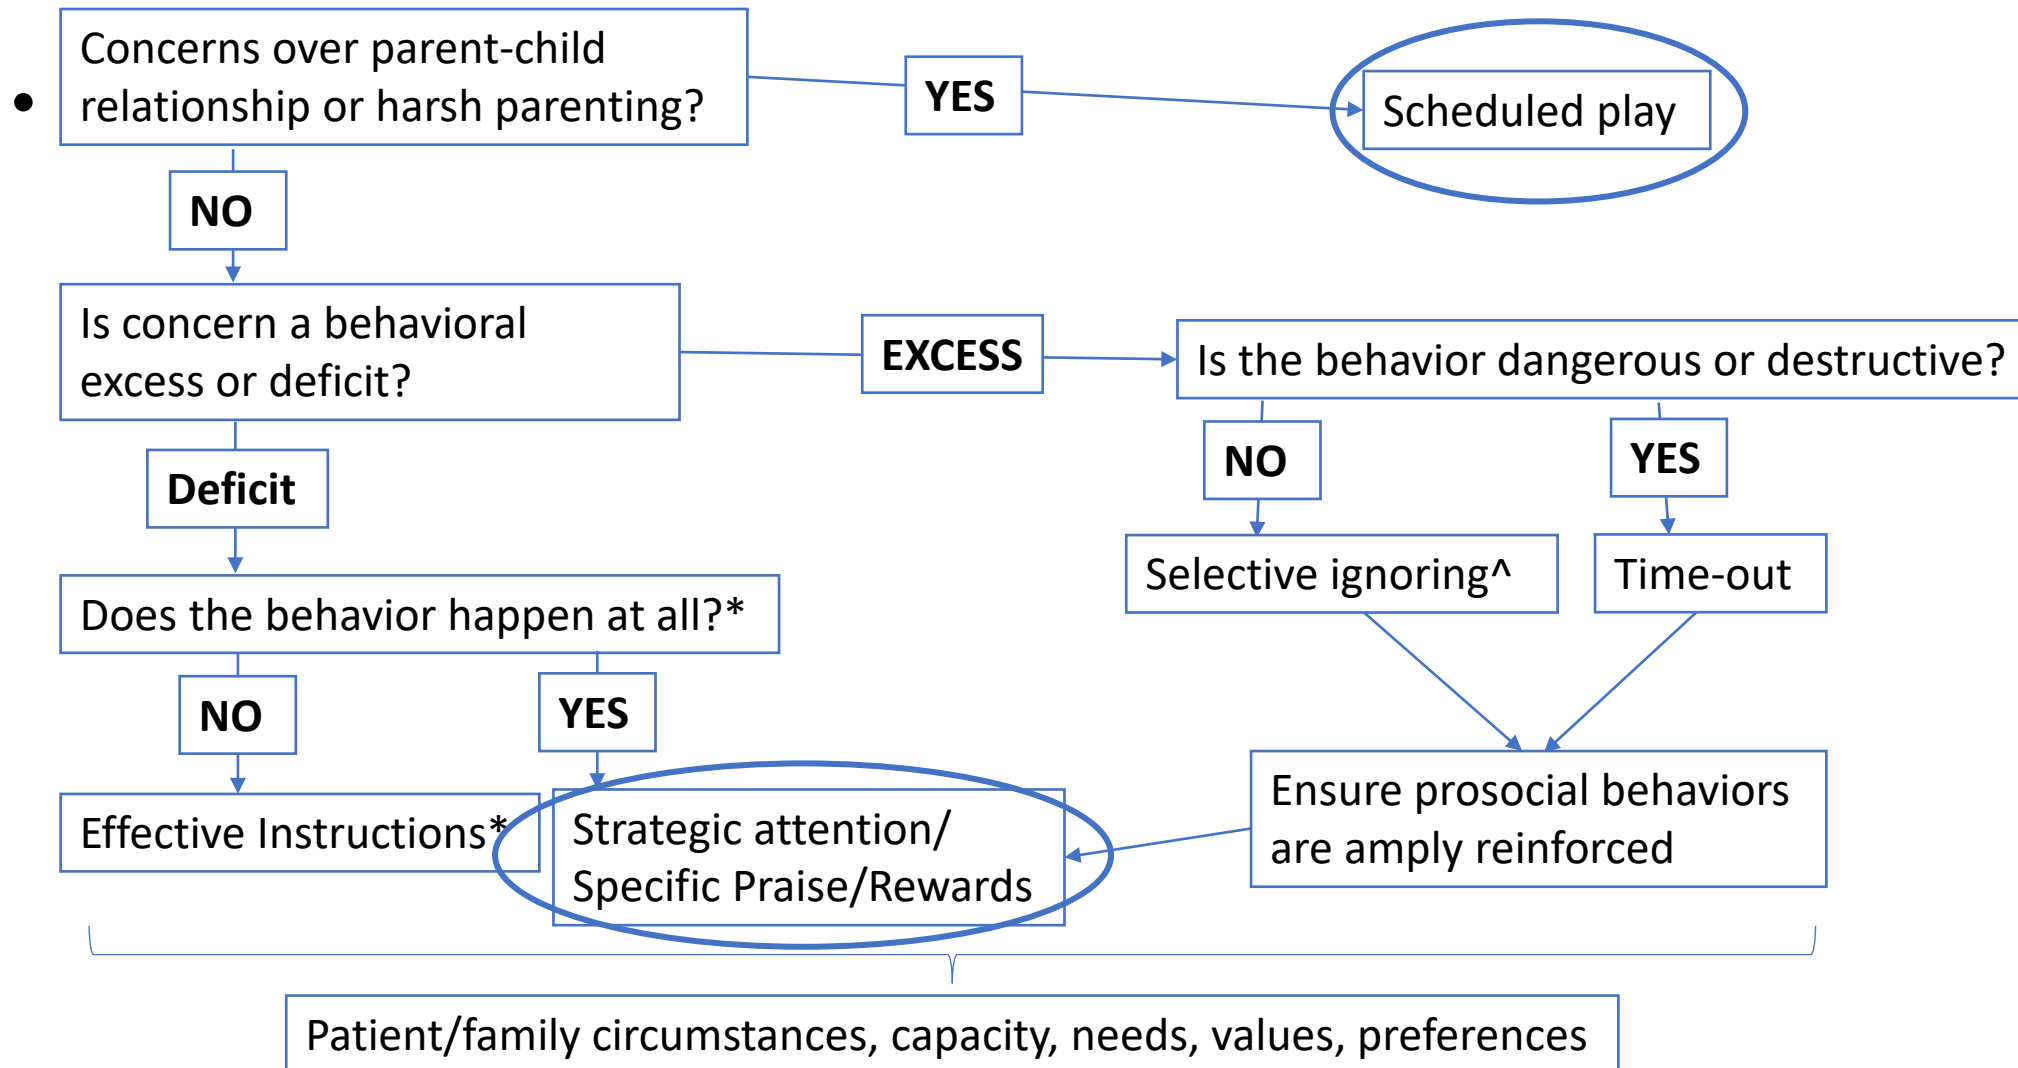 Concerns over parent-child
relationship or harsh parenting?
YES
Scheduled play
•
NO
Is concern a behavioral
excess or deficit?
EXCESS
Is the behavior dangerous or destructive?
NO
YES
Deficit
Selective ignoring^
Time-out
Does the behavior happen at all?*
NO
YES
Effective Instructions*
Strategic attention/
Specific Praise/Rewards
Ensure prosocial behaviors
are amply reinforced
Patient/family circumstances, capacity, needs, values, preferences